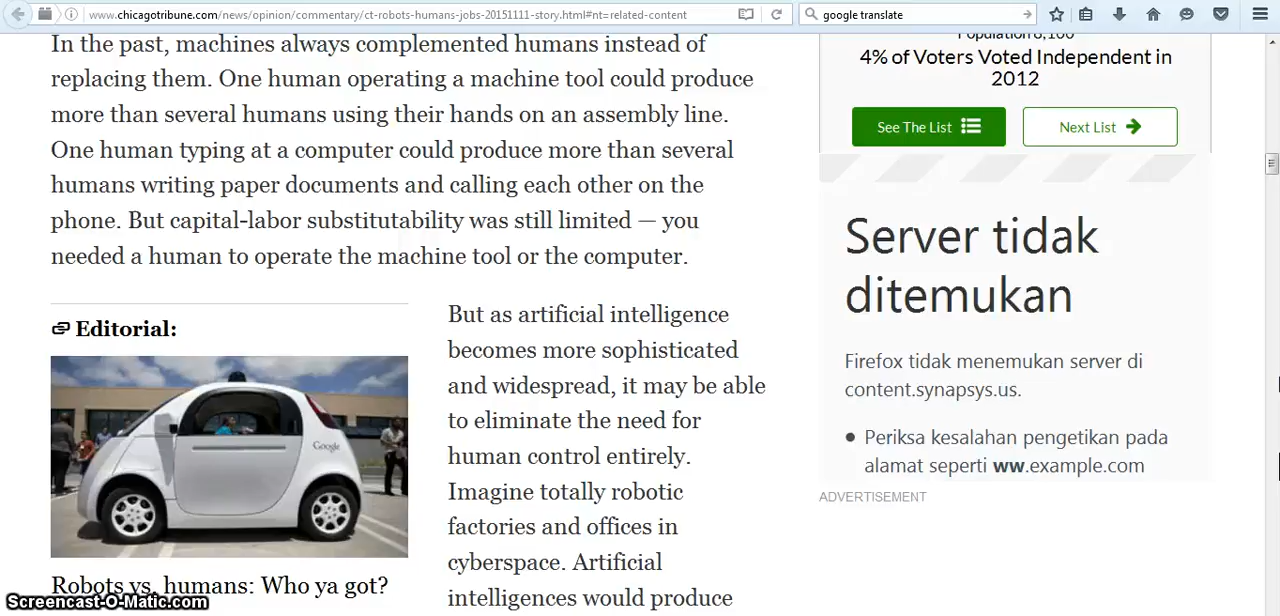 www.chicagotribune.com/news/opinion/commentary/ct-robots-humans-jobs-20151111-story.html#nt=related-content
google translate
In the past, machines always complemented humans instead of
replacing them. One human operating a machine tool could produce
more than several humans using their hands on an assembly line.
One human typing at a computer could produce more than several
humans writing paper documents and calling each other on the
phone. But capital-labor substitutability was still limited — you
needed a human to operate the machine tool or the computer.
Editorial:
Google
Robots vs. humans: Who ya got?
But as artificial intelligence
becomes more sophisticated
and widespread, it may be able
to eliminate the need for
human control entirely.
Imagine totally robotic
factories and offices in
cyberspace. Artificial
intelligences would produce
4% of Voters Voted Independent in
2012
See The List
Next List
Server tidak
ditemukan
Firefox tidak menemukan server di
content.synapsys.us.
Periksa kesalahan pengetikan pada
alamat seperti ww.example.com
ADVERTISEMENT
Screencast-O-Matic.com